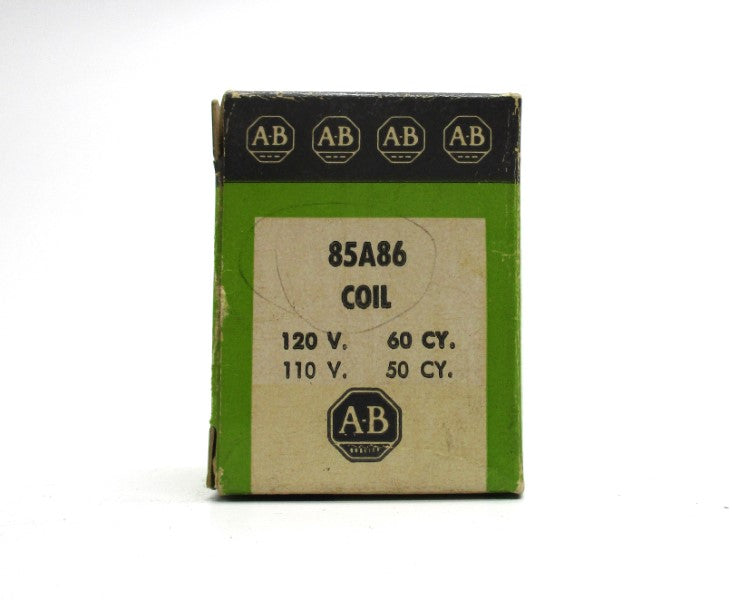 A-B A-B A-B A-B
85A86
COIL
120 V. 60 CY.
110 V. 50 CY.
A-B